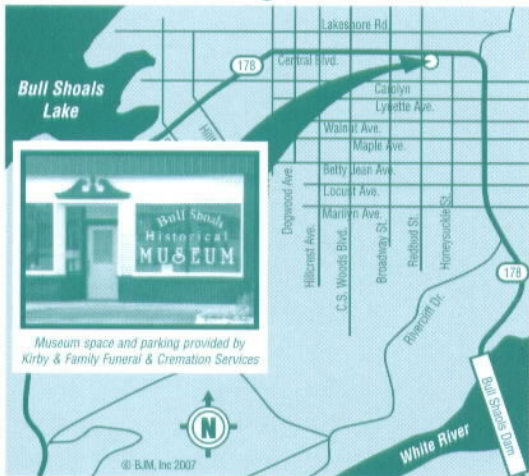 Lakeshore Rd.
178
Central Blvd.
Bull Shoals
Lake
Carolyn
Lynette Ave.
Walnut Ave.
Maple Ave.
Betty Jean Ave.
Locust Ave.
Marilyn Ave.
Dogwood Ave.
Hillcrest Ave.
C.S. Woods Blvd.
Broadway St.
Redbud St.
Honeysuckle St.
Bull Shoals
Historical
MUSEUM
178
Rivercliff Dr.
Museum space and parking provided by
Kirby & Family Funeral & Cremation Services
Bull Shaols Dam
N
White River
© BJM, Inc 2007